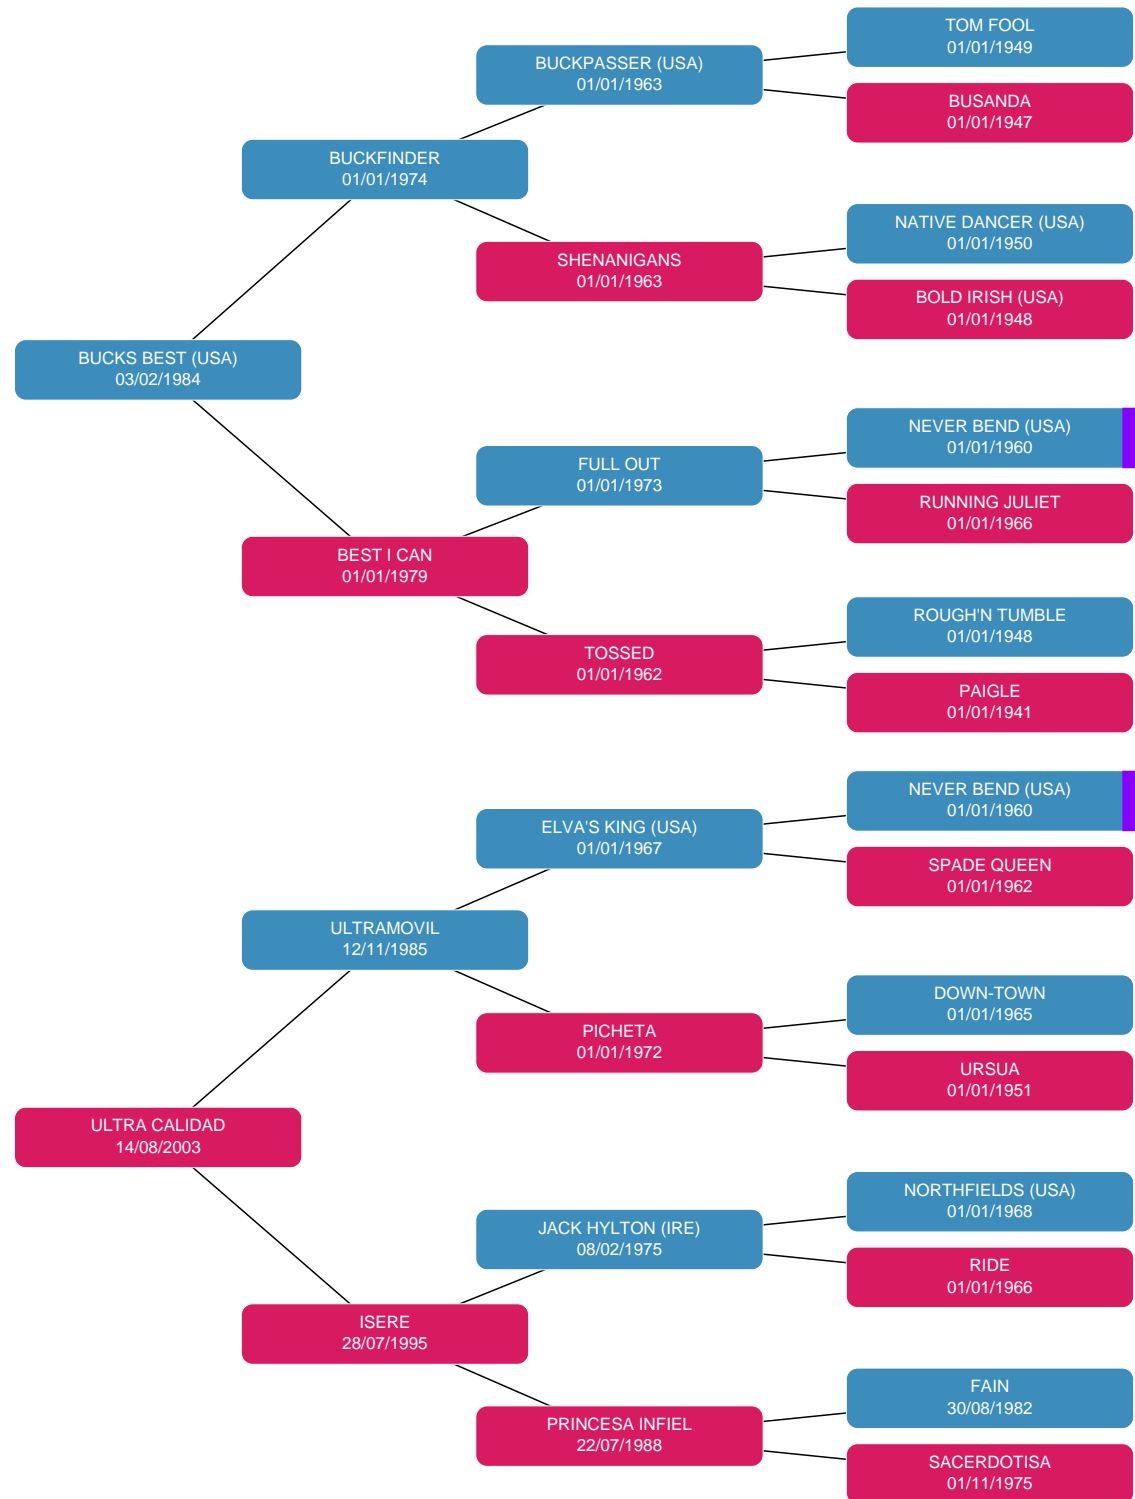 TOM FOOL
01/01/1949
BUCKPASSER (USA)
01/01/1963
BUSANDA
01/01/1947
BUCKFINDER
01/01/1974
NATIVE DANCER (USA)
01/01/1950
SHENANIGANS
01/01/1963
BOLD IRISH (USA)
01/01/1948
BUCKS BEST (USA)
03/02/1984
NEVER BEND (USA)
01/01/1960
FULL OUT
01/01/1973
RUNNING JULIET
01/01/1966
BEST I CAN
01/01/1979
ROUGH'N TUMBLE
01/01/1948
TOSSED
01/01/1962
PAIGLE
01/01/1941
NEVER BEND (USA)
01/01/1960
ELVA'S KING (USA)
01/01/1967
SPADE QUEEN
01/01/1962
ULTRAMOVIL
12/11/1985
DOWN-TOWN
01/01/1965
PICHETA
01/01/1972
URSUA
01/01/1951
ULTRA CALIDAD
14/08/2003
NORTHFIELDS (USA)
01/01/1968
JACK HYLTON (IRE)
08/02/1975
RIDE
01/01/1966
ISERE
28/07/1995
FAIN
30/08/1982
PRINCESA INFIEL
22/07/1988
SACERDOTISA
01/11/1975